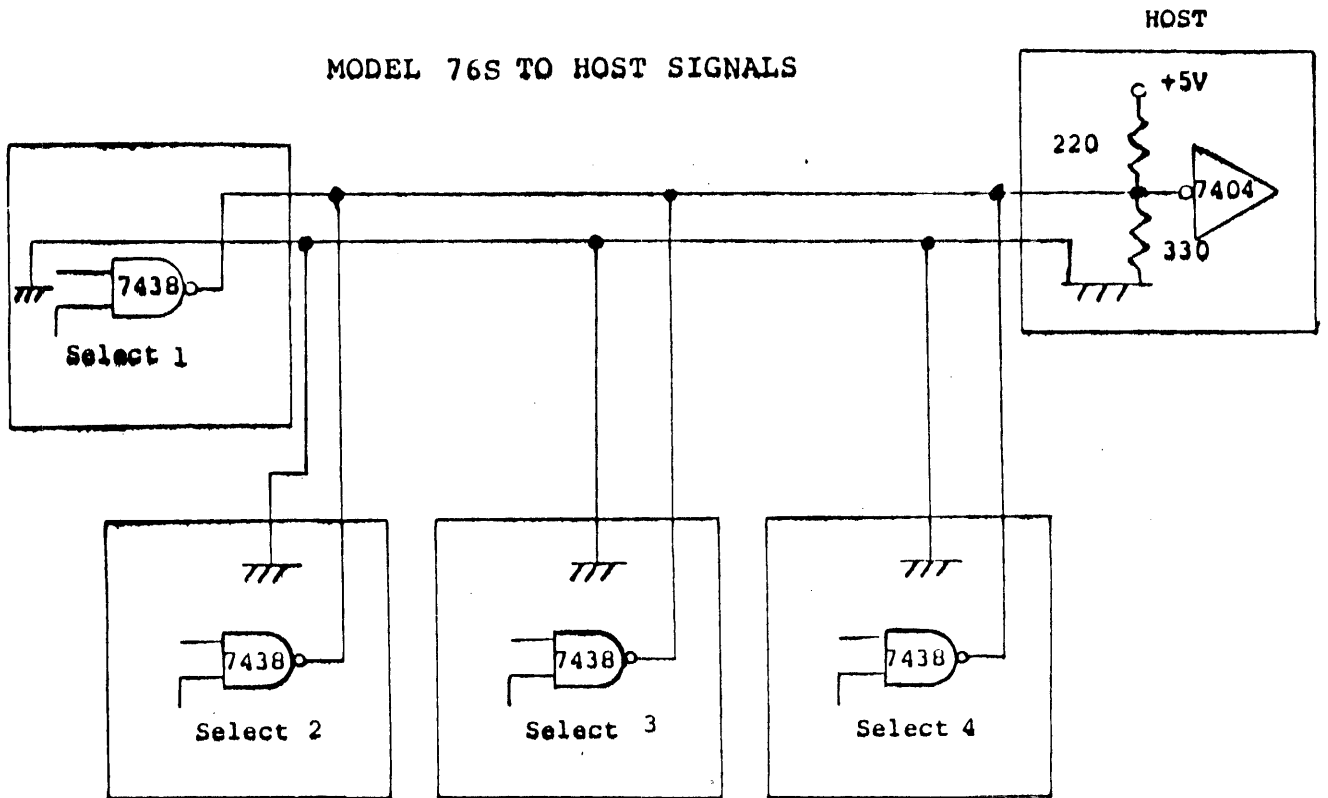 HOST
MODEL 76S TO HOST SIGNALS
+5V
220
7404
330
7438
Select 1
7438
Select 2
7438
Select 3
7438
Select 4